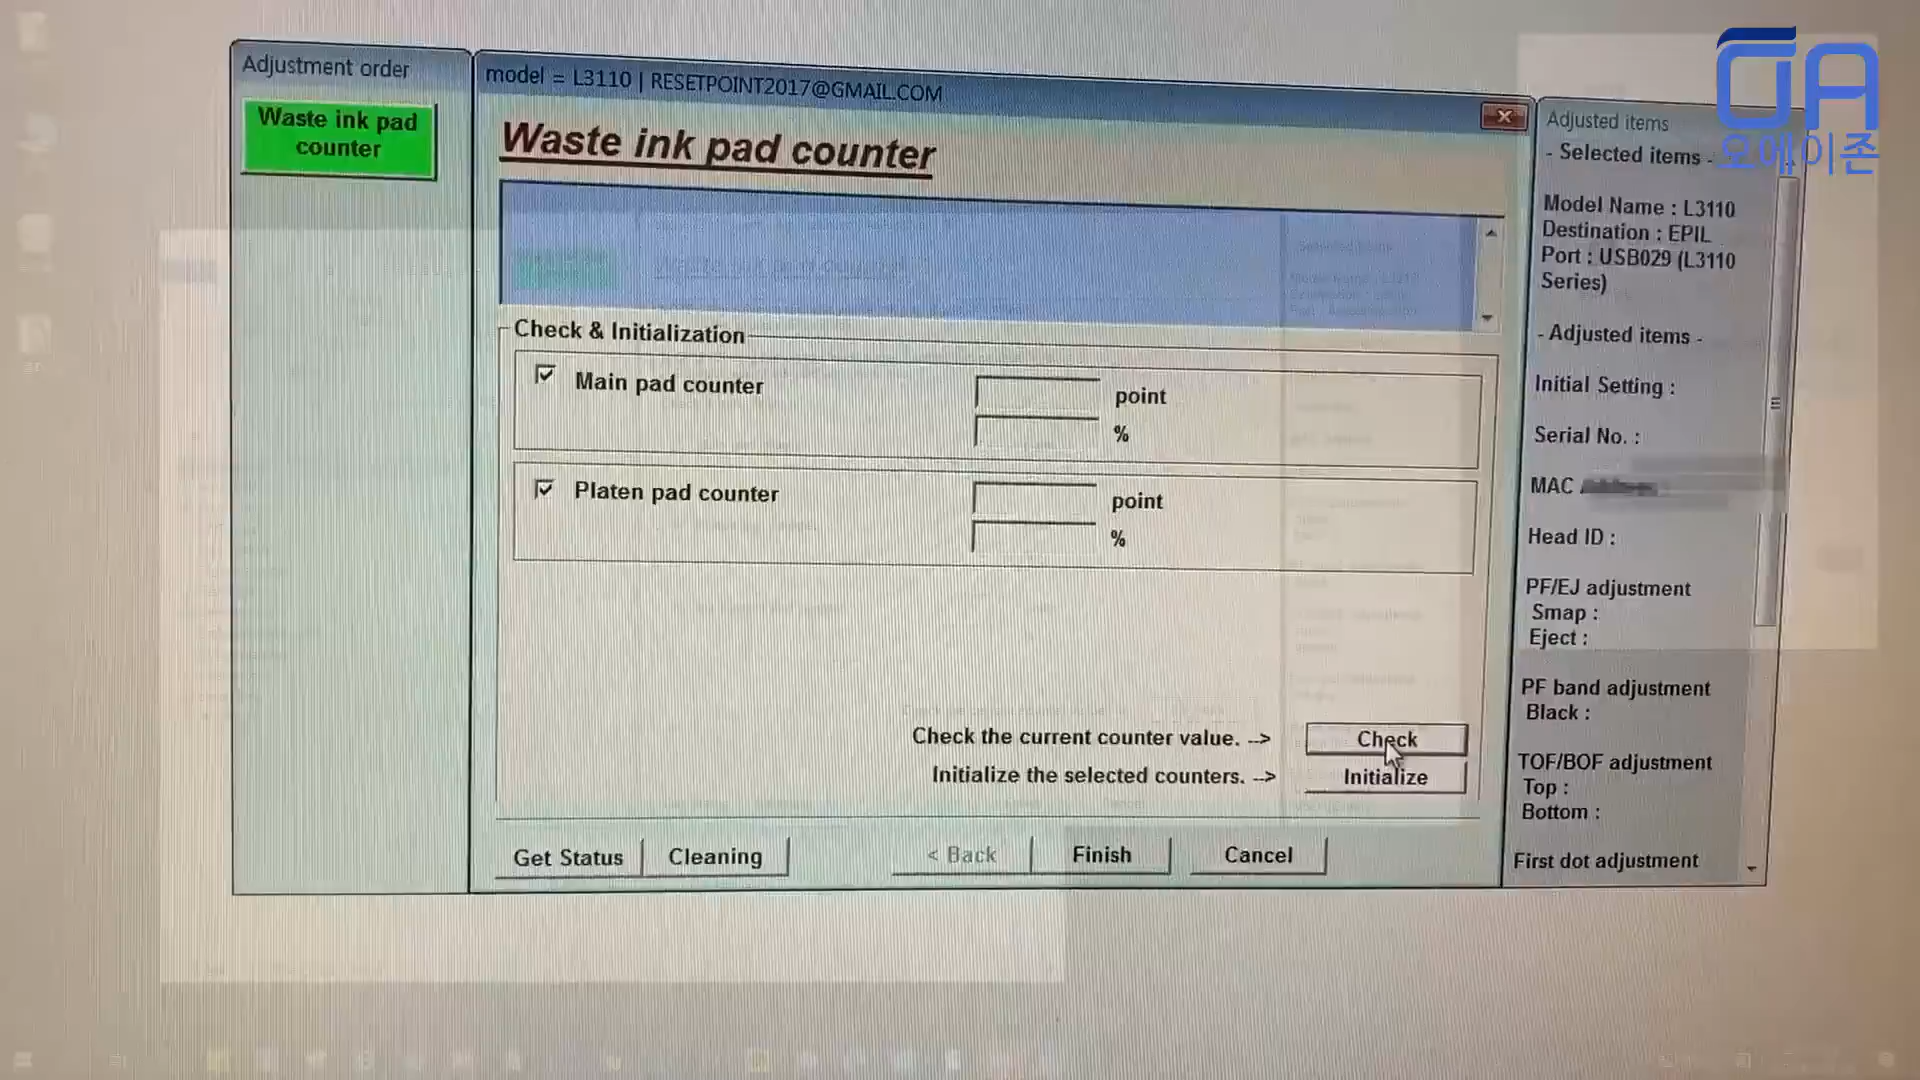 Adjustment order
Waste ink pad
counter
model = L3110 | RESETPOINT2017@GMAIL.COM
Waste ink pad counter
Check & Initialization
Main pad counter
point
%
Platen pad counter
point
%
Check the current counter value. -->
Check
Initialize the selected counters. -->
Initialize
Get Status
Cleaning
< Back
Finish
Cancel
Adjusted items
- Selected items -
Model Name : L3110
Destination : EPIL
Port : USB029 (L3110
Series)
- Adjusted items -
Initial Setting :
Serial No. :
MAC
Head ID :
PF/EJ adjustment
Smap :
Eject :
PF band adjustment
Black :
TOF/BOF adjustment
Top :
Bottom :
First dot adjustment
OA
오에이존